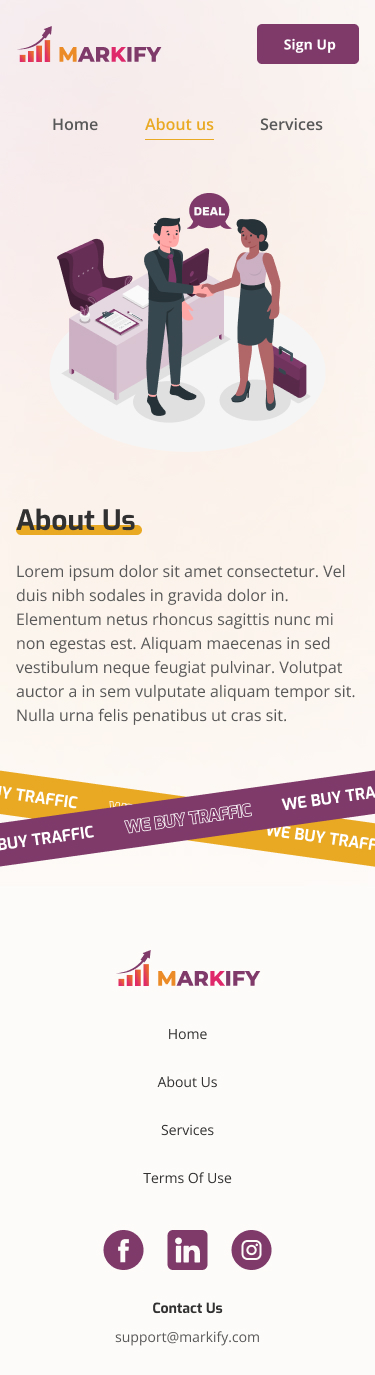 MARKIFY
Sign Up
Home
About us
Services
DEAL
About Us
Lorem ipsum dolor sit amet consectetur. Vel
duis nibh sodales in gravida dolor in.
Elementum netus rhoncus sagittis nunc mi
non egestas est. Aliquam maecenas in sed
vestibulum neque feugiat pulvinar. Volutpat
auctor a in sem vulputate aliquam tempor sit.
Nulla urna felis penatibus ut cras sit.
UY TRAFFIC
WE BUY TRAFF
BUY TRAFFIC
WE BUY TRAFFIC
WE BUY TRA
MARKIFY
Home
About Us
Services
Terms Of Use
f
in
Contact Us
support@markify.com